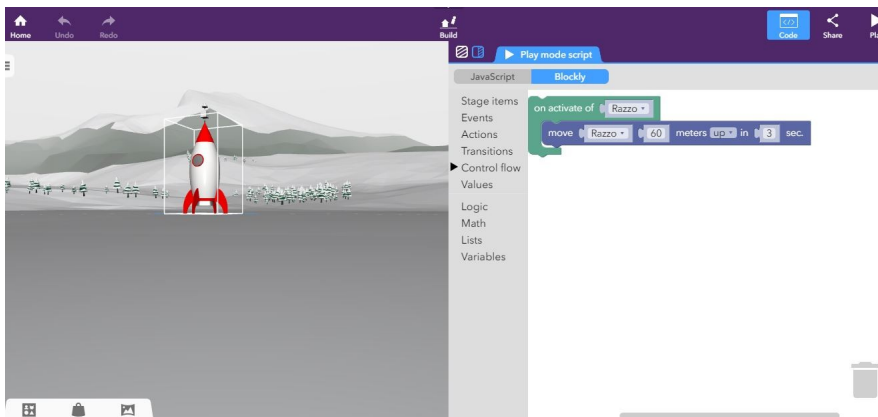 Home Undo Redo Build Code Share
Play mode script
JavaScript Blockly
Stage items
Events
Actions
Transitions
Control flow
Values
Logic
Math
Lists
Variables
on activate of Razzo
move Razzo 60 meters up in 3 sec.